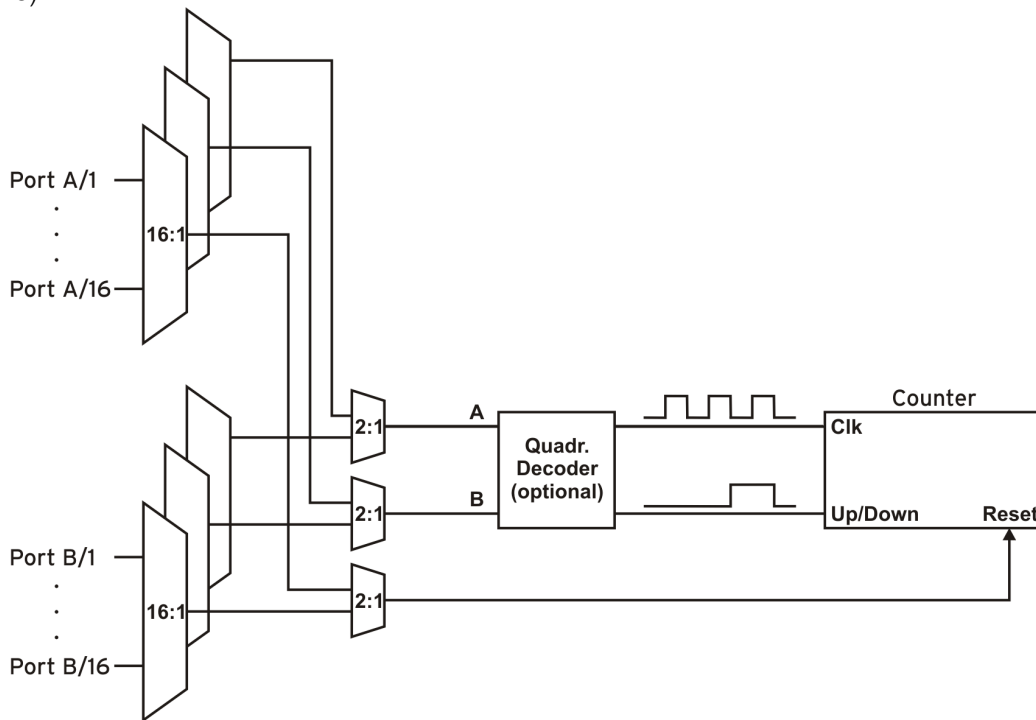 Port A/1
16:1
Port A/16
Port B/1
16:1
Port B/16
2:1
2:1
2:1
A
B
Quadr.
Decoder
(optional)
Counter
Clk
Up/Down
Reset